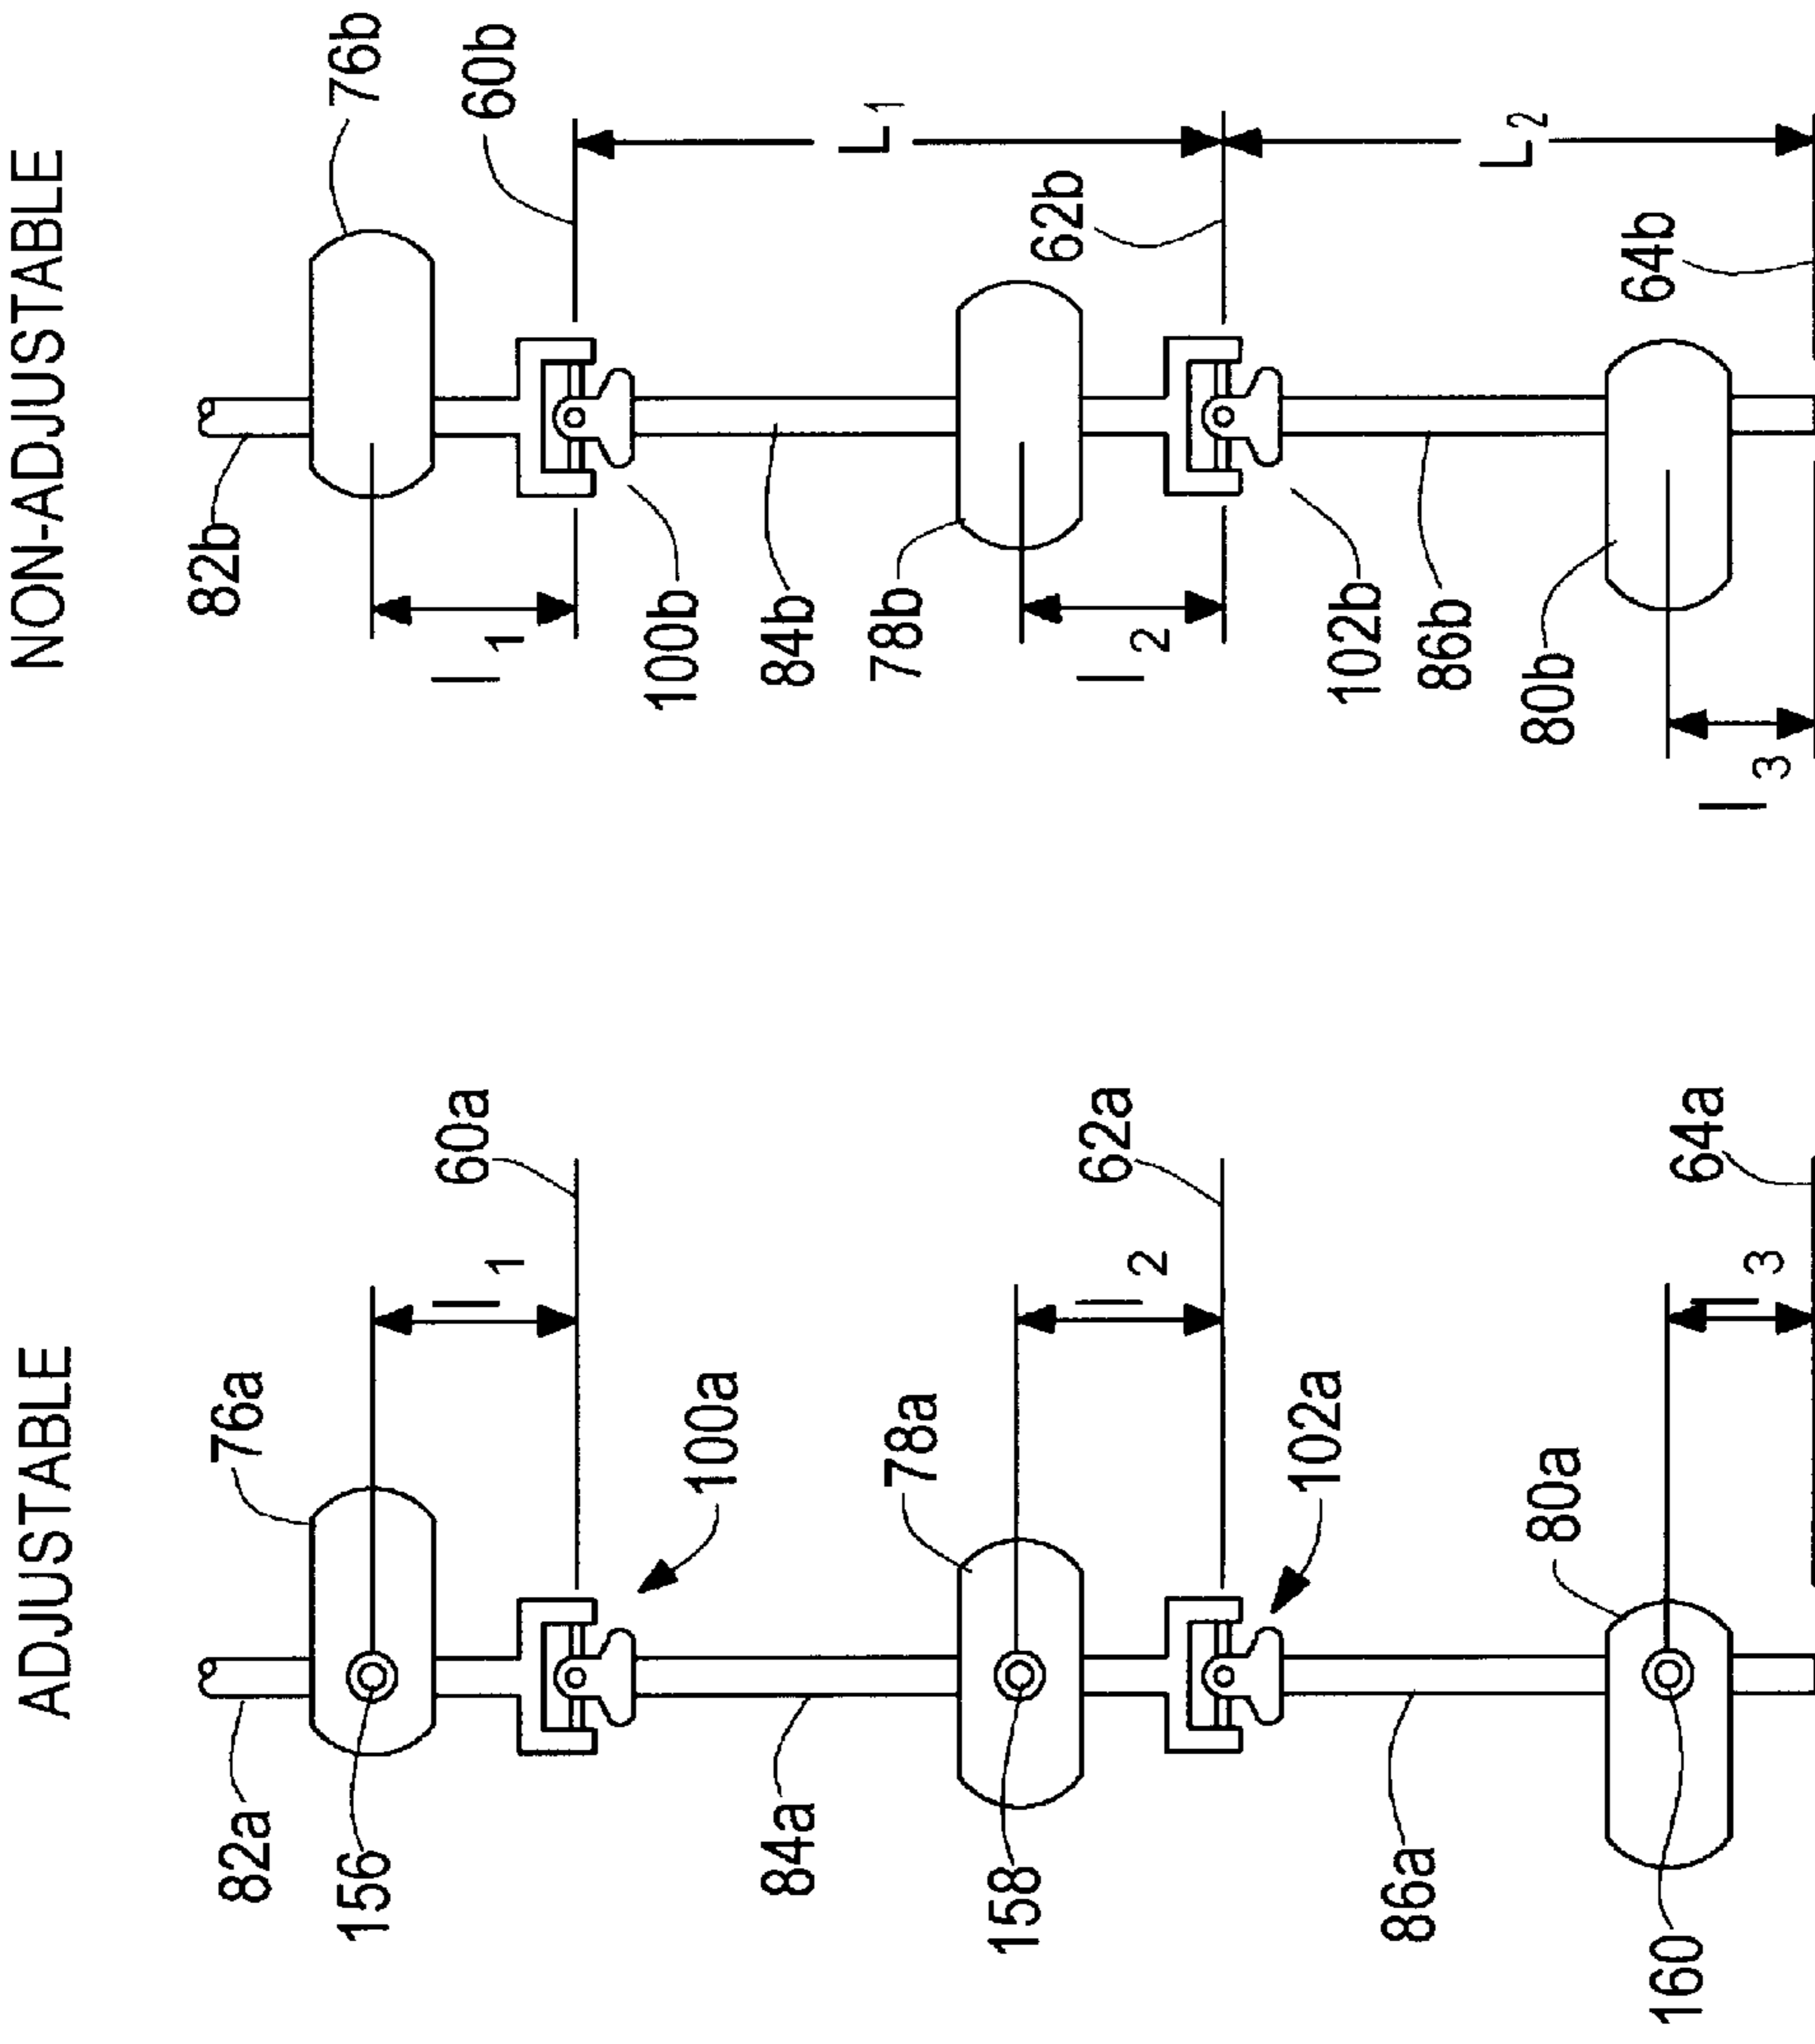 ADJUSTABLE
NON-ADJUSTABLE
82a
76a
156
l1
60a
100a
84a
78a
158
l2
62a
102a
86a
80a
160
l3
64a
82b
76b
60b
l1
100b
L1
84b
78b
62b
l2
102b
L2
86b
80b
64b
l3